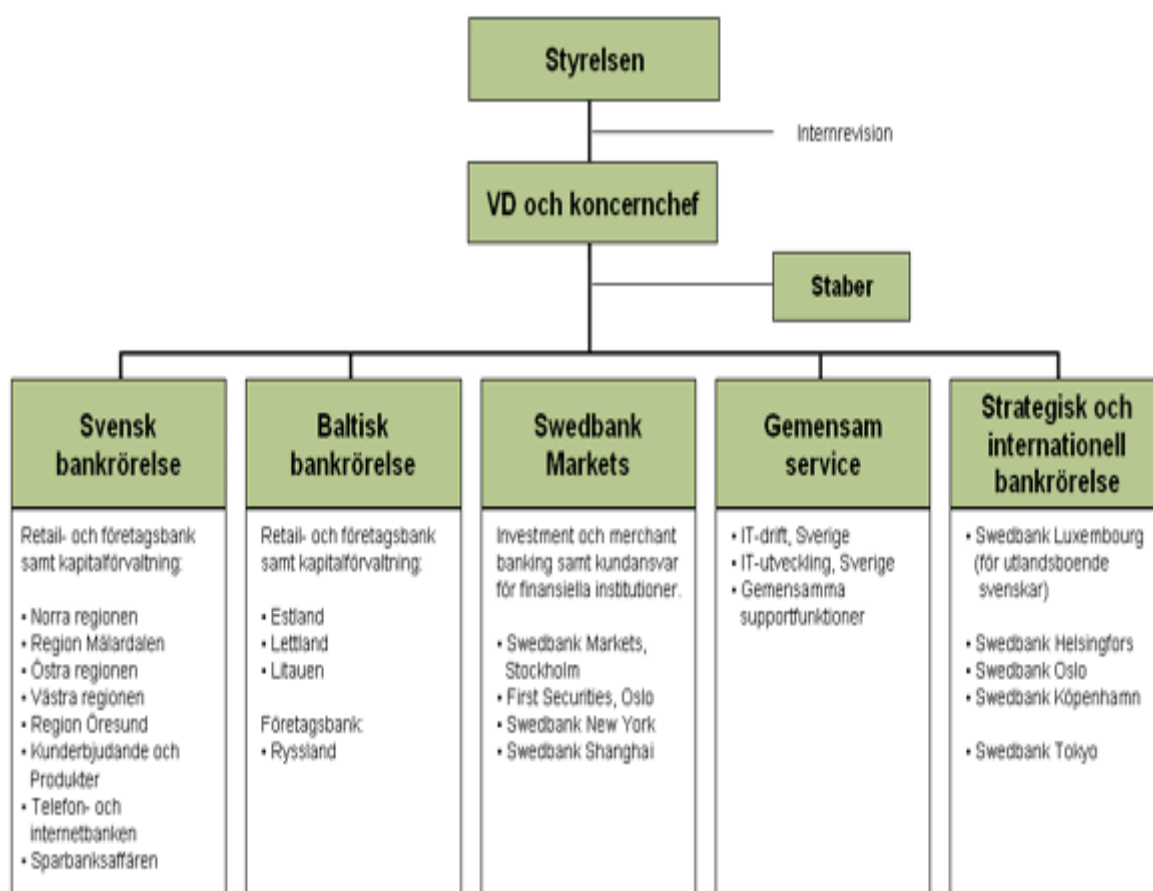 Styrelsen
Internrevision
VD och koncernchef
Staber
Svensk
bankrörelse
Retail- och företagsbank
samt kapitalförvaltning:
• Norra regionen
• Region Mälardalen
• Östra regionen
• Västra regionen
• Region Öresund
• Kunderbjudande och
Produkter
• Telefon- och
internetbanken
• Sparbanksaffären
Baltisk
bankrörelse
Retail- och företagsbank
samt kapitalförvaltning:
• Estland
• Lettland
• Litauen
Företagsbank:
• Ryssland
Swedbank
Markets
Investment och merchant
banking samt kundansvar
för finansiella institutioner.
• Swedbank Markets,
Stockholm
• First Securities, Oslo
• Swedbank New York
• Swedbank Shanghai
Gemensam
service
• IT-drift, Sverige
• IT-utveckling, Sverige
• Gemensamma
supportfunktioner
Strategisk och
internationell
bankrörelse
• Swedbank Luxembourg
(för utlandsboende
svenskar)
• Swedbank Helsingfors
• Swedbank Oslo
• Swedbank Köpenhamn
• Swedbank Tokyo